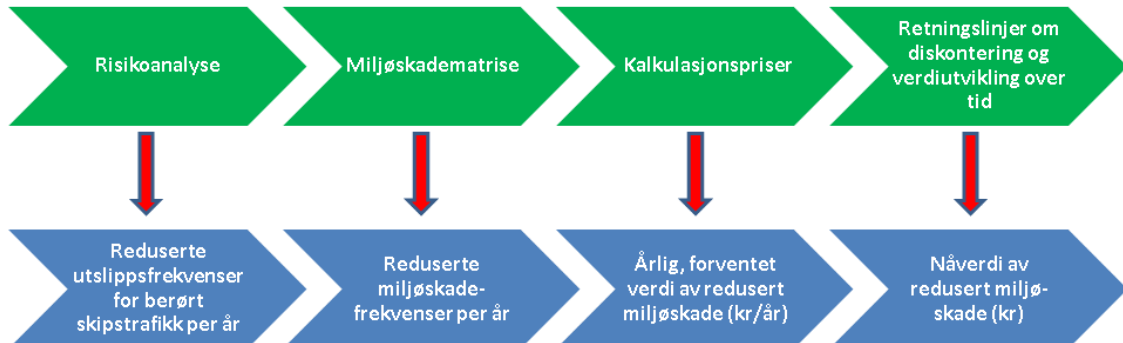 Risikoanalyse
Miljøskadematrise
Kalkulasjonspriser
Retningslinjer om
diskontering og
verdiutvikling over
tid
Reduserte
utslippsfrekvenser
for berørt
skipstrafikk per år
Reduserte
miljøskade-
frekvenser per år
Årlig, forventet
verdi av redusert
miljøskade (kr/år)
Nåverdi av
redusert miljø-
skade (kr)